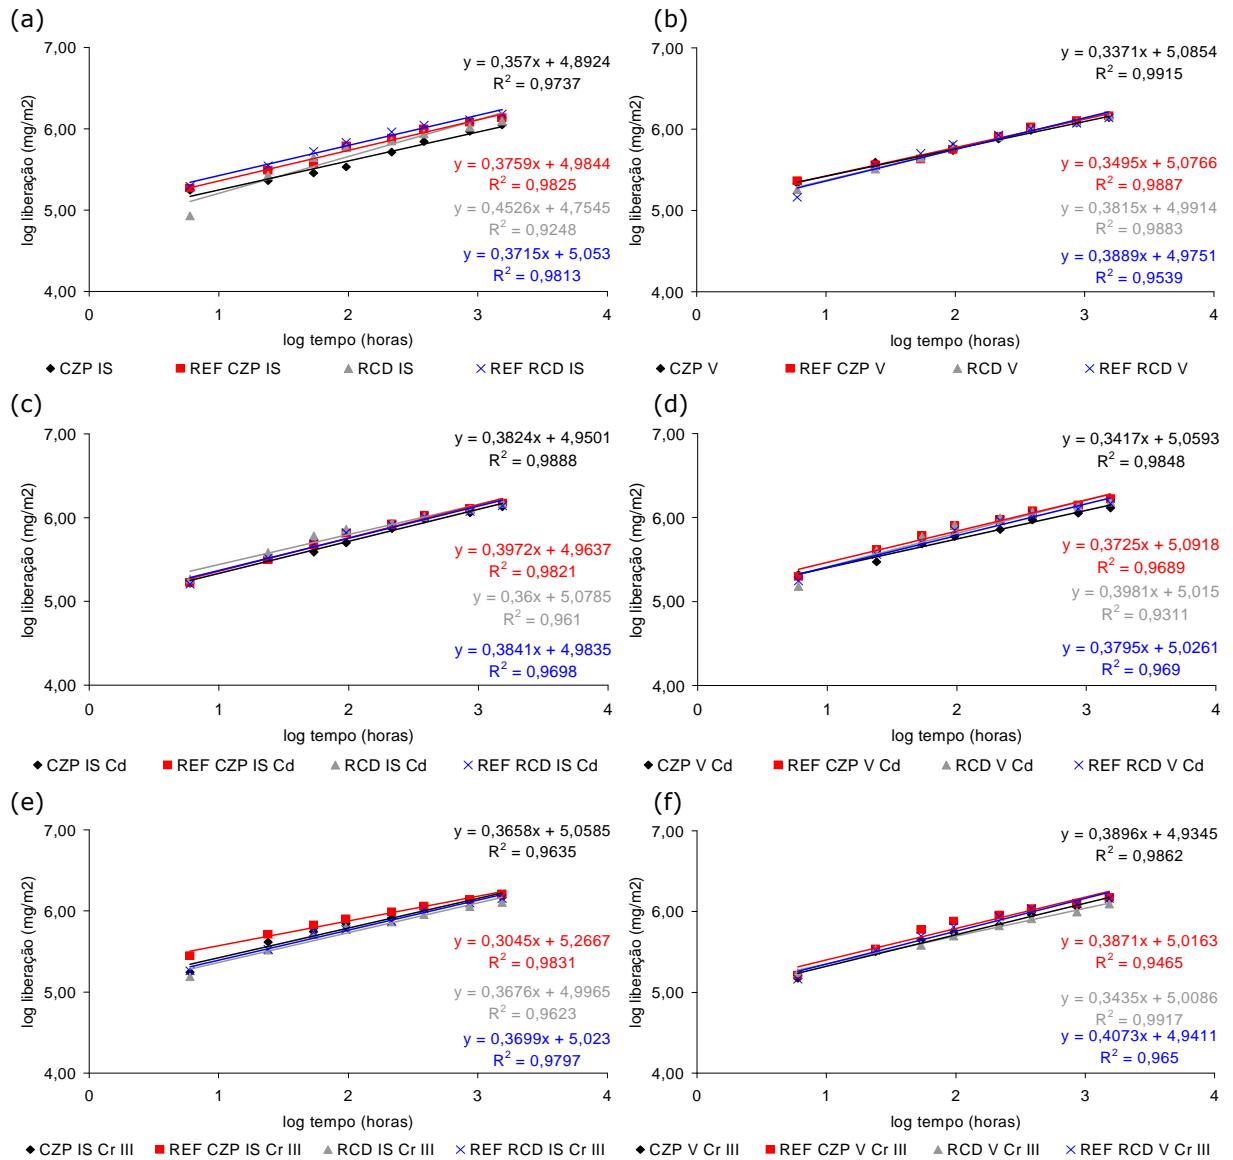 (a)
7,00
6,00
5,00
4,00
log liberação (mg/m2)
y = 0,357x + 4,8924
R² = 0,9737
y = 0,3759x + 4,9844
R² = 0,9825
y = 0,4526x + 4,7545
R² = 0,9248
y = 0,3715x + 5,053
R² = 0,9813
0 1 2 3 4
log tempo (horas)
CZP IS REF CZP IS RCD IS REF RCD IS
(b)
7,00
6,00
5,00
4,00
log liberação (mg/m2)
y = 0,3371x + 5,0854
R² = 0,9915
y = 0,3495x + 5,0766
R² = 0,9887
y = 0,3815x + 4,9914
R² = 0,9883
y = 0,3889x + 4,9751
R² = 0,9539
0 1 2 3 4
log tempo (horas)
CZP V REF CZP V RCD V REF RCD V
(c)
7,00
6,00
5,00
4,00
log liberação (mg/m2)
y = 0,3824x + 4,9501
R² = 0,9888
y = 0,3972x + 4,9637
R² = 0,9821
y = 0,36x + 5,0785
R² = 0,961
y = 0,3841x + 4,9835
R² = 0,9698
0 1 2 3 4
log tempo (horas)
CZP IS Cd REF CZP IS Cd RCD IS Cd REF RCD IS Cd
(d)
7,00
6,00
5,00
4,00
log liberação (mg/m2)
y = 0,3417x + 5,0593
R² = 0,9848
y = 0,3725x + 5,0918
R² = 0,9689
y = 0,3981x + 5,015
R² = 0,9311
y = 0,3795x + 5,0261
R² = 0,969
0 1 2 3 4
log tempo (horas)
CZP V Cd REF CZP V Cd RCD V Cd REF RCD V Cd
(e)
7,00
6,00
5,00
4,00
log liberação (mg/m2)
y = 0,3658x + 5,0585
R² = 0,9635
y = 0,3045x + 5,2667
R² = 0,9831
y = 0,3676x + 4,9965
R² = 0,9623
y = 0,3699x + 5,023
R² = 0,9797
0 1 2 3 4
log tempo (horas)
CZP IS Cr III REF CZP IS Cr III RCD IS Cr III REF RCD IS Cr III
(f)
7,00
6,00
5,00
4,00
log liberação (mg/m2)
y = 0,3896x + 4,9345
R² = 0,9862
y = 0,3871x + 5,0163
R² = 0,9465
y = 0,3435x + 5,0086
R² = 0,9917
y = 0,4073x + 4,9411
R² = 0,965
0 1 2 3 4
log tempo (horas)
CZP V Cr III REF CZP V Cr III RCD V Cr III REF RCD V Cr III